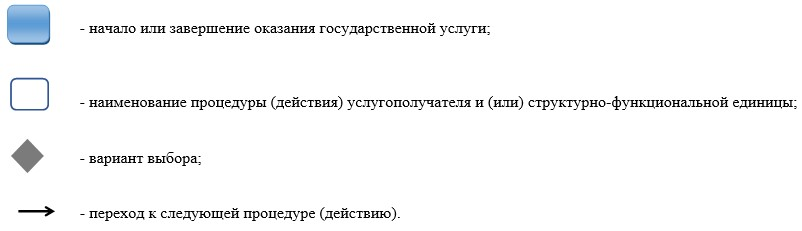 - начало или завершение оказания государственной услуги;
- наименование процедуры (действия) услугополучателя и (или) структурно-функциональной единицы;
- вариант выбора;
- переход к следующей процедуре (действию).